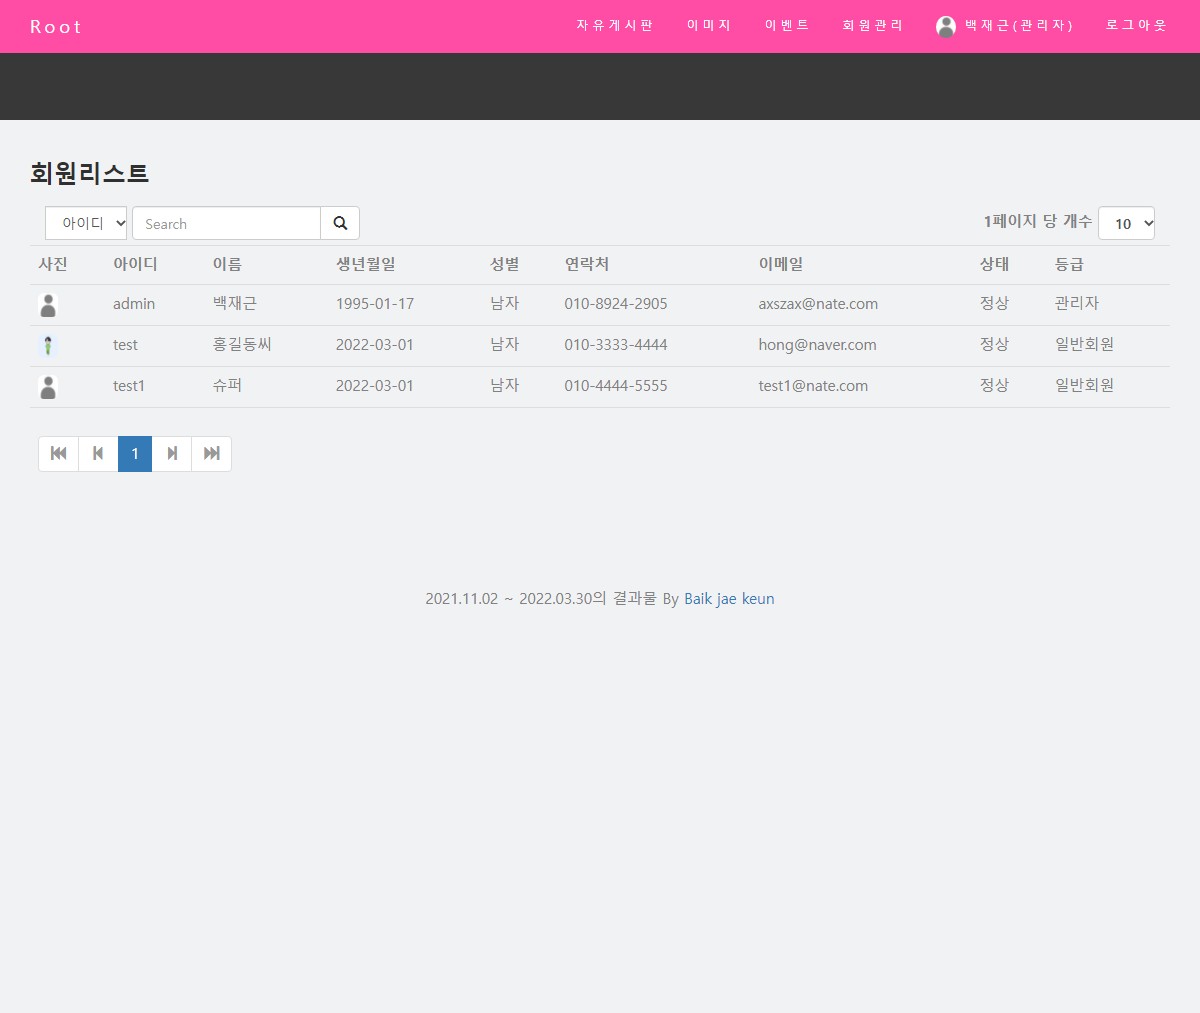 Root 자유게시판 이미지 이벤트 회원관리 백재근(관리자) 로그아웃
회원리스트
아이디 Search 1페이지 당 개수 10
사진 아이디 이름 생년월일 성별 연락처 이메일 상태 등급
admin 백재근 1995-01-17 남자 010-8924-2905 axszax@nate.com 정상 관리자
test 홍길동씨 2022-03-01 남자 010-3333-4444 hong@naver.com 정상 일반회원
test1 슈퍼 2022-03-01 남자 010-4444-5555 test1@nate.com 정상 일반회원
1
2021.11.02 ~ 2022.03.30의 결과물 By Baik jae keun